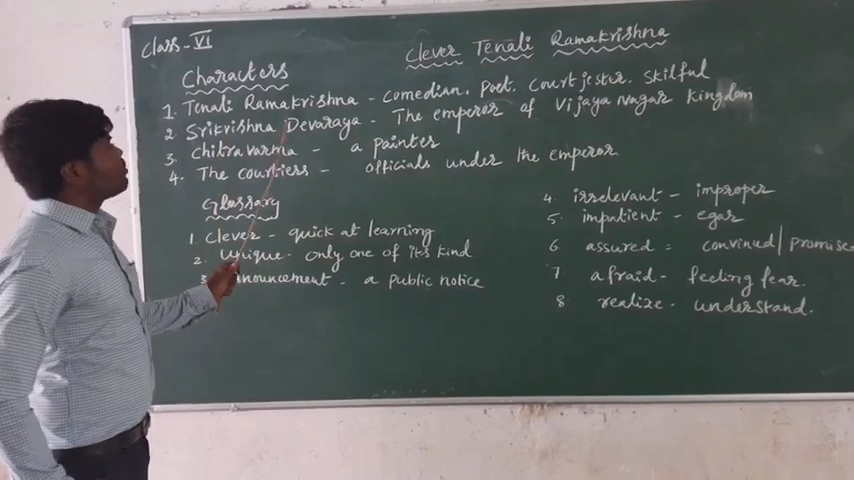 Class - VI
Clever Tenali Ramakrishna
Characters
1. Tenali Ramakrishna - comedian, poet, court jester, skilful
2. Srikrishna Devaraya - The emperor of Vijaya nagar kingdom
3. Chitravarma - a painter
4. The courtiers - officials under the emperor.
Glossary
1. clever - quick at learning
2. Unique - only one of its kind
3. announcement - a public notice
4. irrelevant - improper
5. impatient - egar
6 assured = convinud/promise
7 afraid - feeling fear.
8 realize - understand.